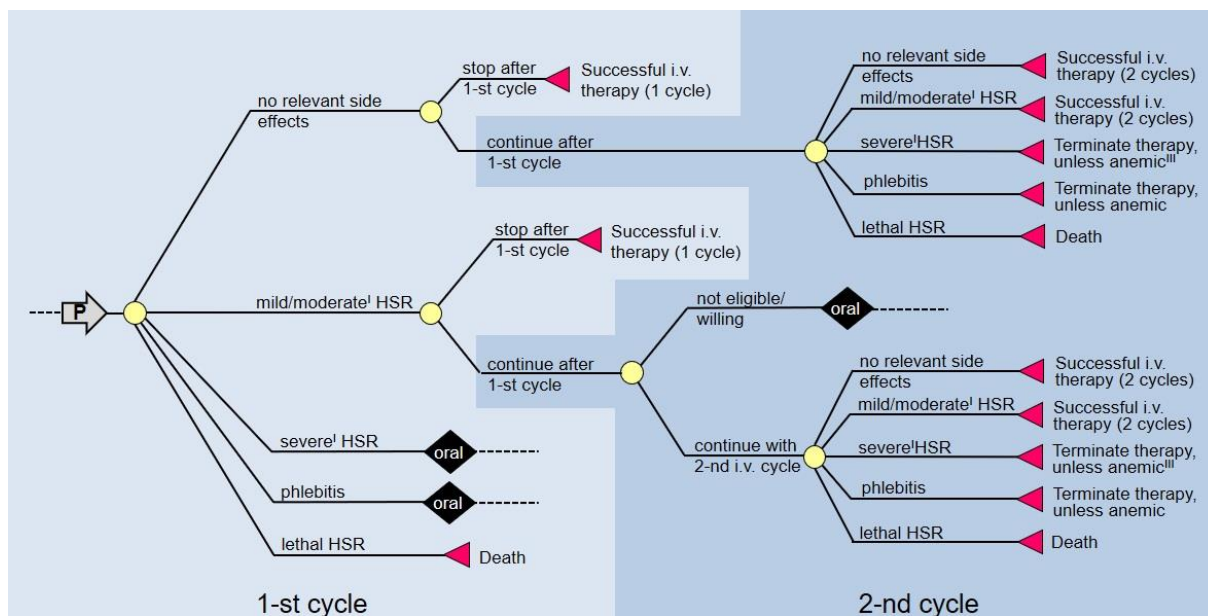 no relevant side
effects
stop after
1-st cycle
Successful i.v.
therapy (1 cycle)
continue after
1-st cycle
no relevant side
effects
Successful i.v.
therapy (2 cycles)
mild/moderateᴵ HSR
Successful i.v.
therapy (2 cycles)
severeᴵHSR
Terminate therapy,
unless anemicᴵᴵᴵ
phlebitis
Terminate therapy,
unless anemic
lethal HSR
Death
P
mild/moderateᴵ HSR
stop after
1-st cycle
Successful i.v.
therapy (1 cycle)
continue after
1-st cycle
not eligible/
willing
oral
continue with
2-nd i.v. cycle
no relevant side
effects
Successful i.v.
therapy (2 cycles)
mild/moderateᴵ HSR
Successful i.v.
therapy (2 cycles)
severeᴵHSR
Terminate therapy,
unless anemicᴵᴵᴵ
phlebitis
Terminate therapy,
unless anemic
lethal HSR
Death
severeᴵ HSR
oral
phlebitis
oral
lethal HSR
Death
1-st cycle
2-nd cycle